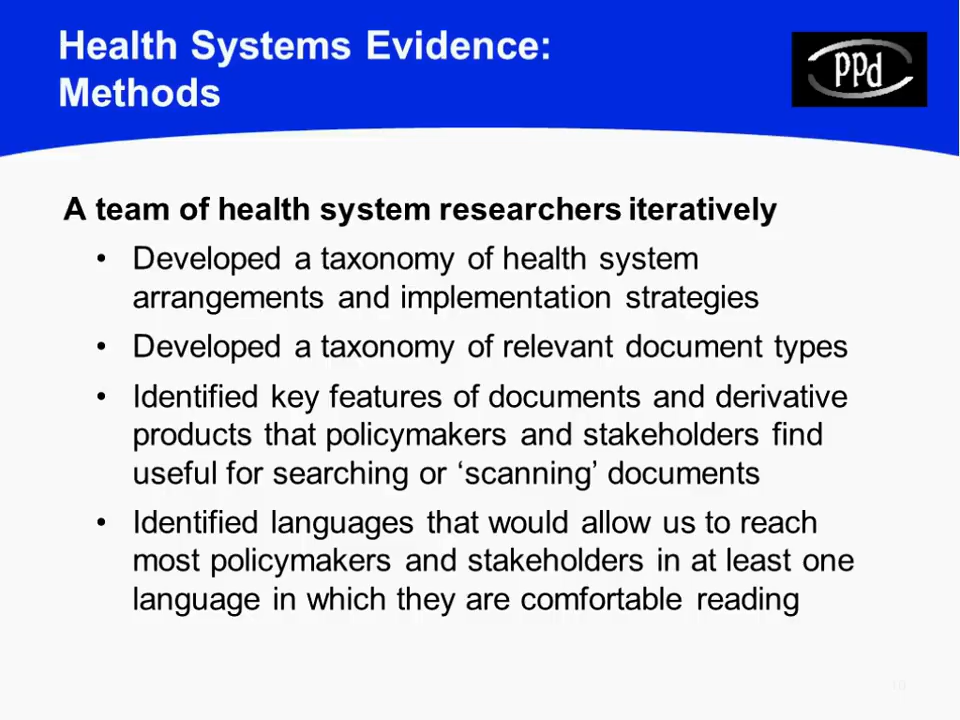 Health Systems Evidence:
Methods
ppd
A team of health system researchers iteratively
• Developed a taxonomy of health system
arrangements and implementation strategies
• Developed a taxonomy of relevant document types
• Identified key features of documents and derivative
products that policymakers and stakeholders find
useful for searching or ‘scanning’ documents
• Identified languages that would allow us to reach
most policymakers and stakeholders in at least one
language in which they are comfortable reading